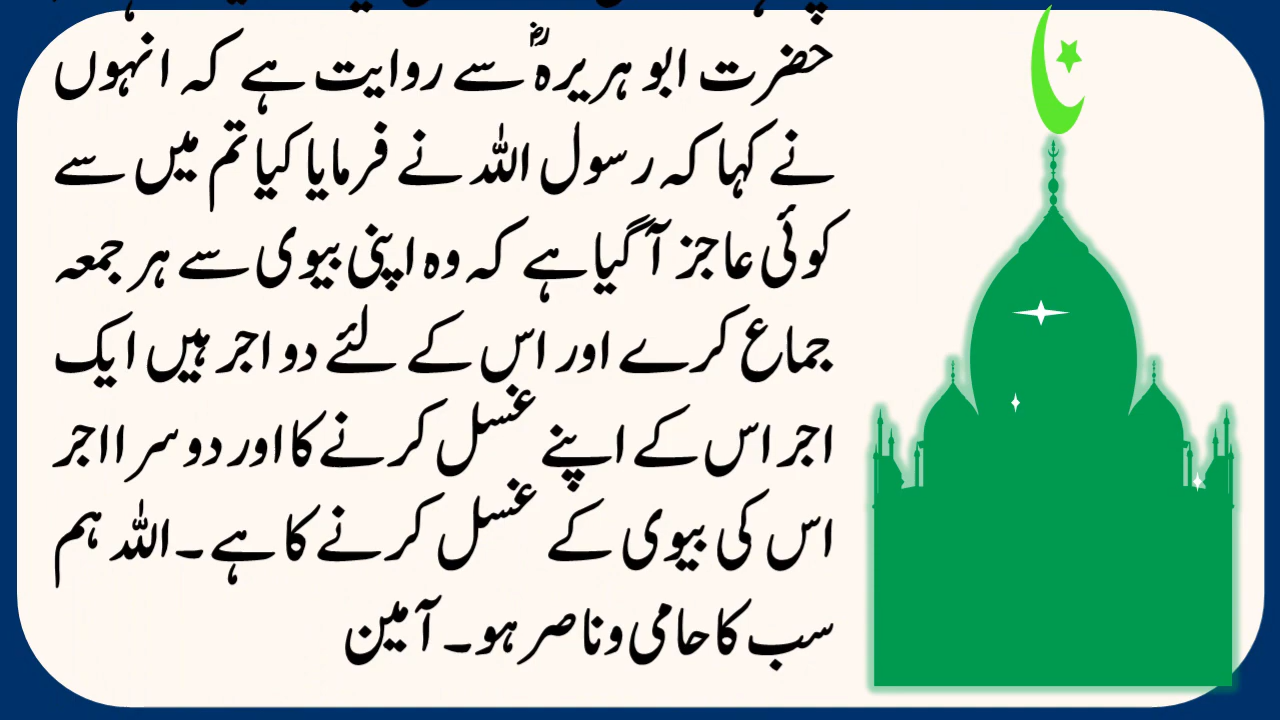 حضرت ابو ہریرہؓ سے روایت ہے کہ انہوں
نے کہا کہ رسول اللہ نے فرمایا کیا تم میں سے
کوئی عاجز آگیا ہے کہ وہ اپنی بیوی سے ہر جمعہ
جماع کرے اور اس کے لئے دو اجر ہیں ایک
اجر اس کے اپنے غسل کرنے کا اور دوسرا اجر
اس کی بیوی کے غسل کرنے کا ہے۔ اللہ ہم
سب کا حامی و ناصر ہو۔ آمین